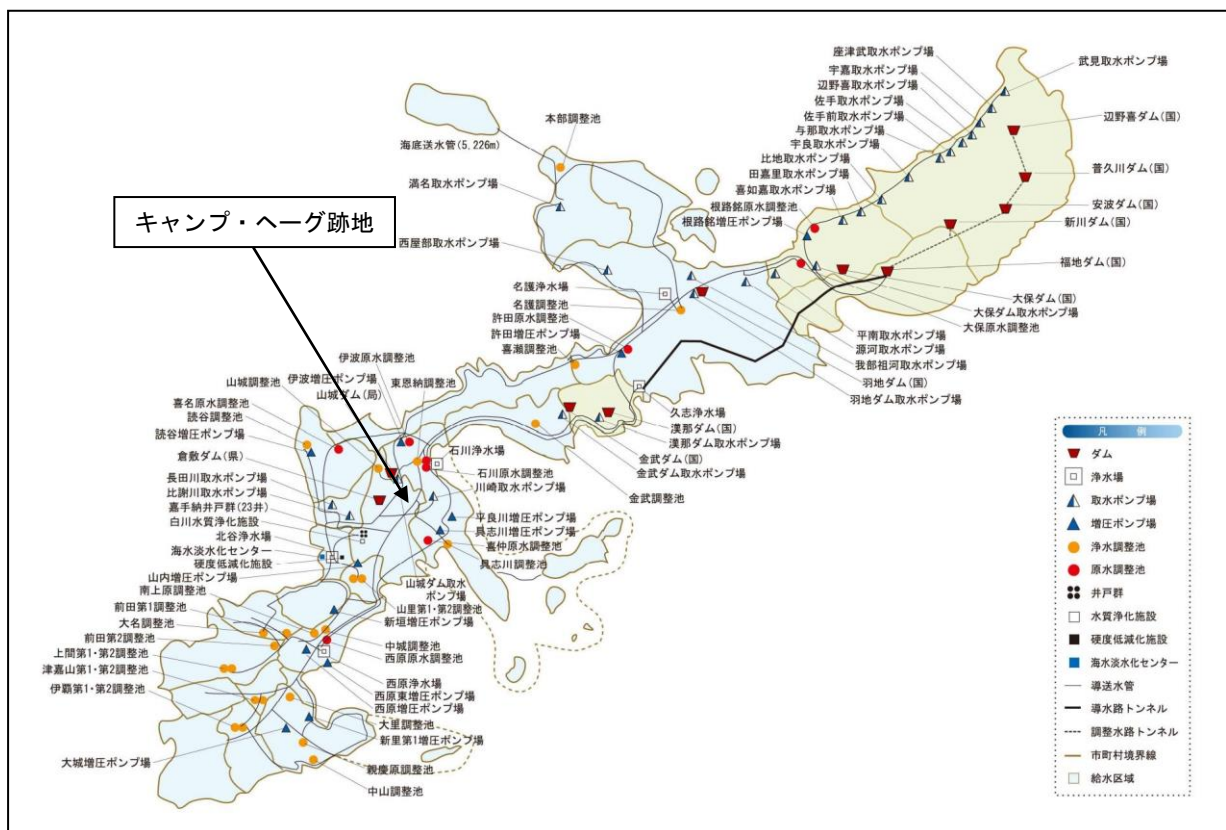 座津武取水ポンプ場
武見取水ポンプ場
宇嘉取水ポンプ場
辺野喜取水ポンプ場
佐手取水ポンプ場
佐手前取水ポンプ場
与那取水ポンプ場
宇良取水ポンプ場
比地取水ポンプ場
田嘉里取水ポンプ場
喜如嘉取水ポンプ場
根路銘原水調整池
根路銘増圧ポンプ場
辺野喜ダム(国)
普久川ダム(国)
安波ダム(国)
新川ダム(国)
福地ダム(国)
大保ダム(国)
大保ダム取水ポンプ場
大保原水調整池
平南取水ポンプ場
源河取水ポンプ場
我部祖河取水ポンプ場
羽地ダム(国)
羽地ダム取水ポンプ場
本部調整池
海底送水管(5,226m)
満名取水ポンプ場
キャンプ・ヘーグ跡地
西屋部取水ポンプ場
名護浄水場
名護調整池
許田原水調整池
許田増圧ポンプ場
喜瀬調整池
久志浄水場
漢那ダム(国)
漢那ダム取水ポンプ場
金武ダム(国)
金武ダム取水ポンプ場
金武調整池
伊波原水調整池
伊波増圧ポンプ場
東恩納調整池
山城調整池
山城ダム(局)
喜名原水調整池
読谷調整池
読谷増圧ポンプ場
倉敷ダム(県)
長田川取水ポンプ場
比謝川取水ポンプ場
嘉手納井戸群(23井)
白川水質浄化施設
北谷浄水場
海水淡水化センター
硬度低減化施設
山内増圧ポンプ場
石川浄水場
石川原水調整池
川崎取水ポンプ場
平良川増圧ポンプ場
具志川増圧ポンプ場
喜仲原水調整池
具志川調整池
山城ダム取水
ポンプ場
山里第1・第2調整池
新垣増圧ポンプ場
南上原調整池
前田第1調整池
大名調整池
前田第2調整池
上間第1・第2調整池
津嘉山第1・第2調整池
伊覇第1・第2調整池
中城調整池
西原原水調整池
西原浄水場
西原東増圧ポンプ場
西原増圧ポンプ場
大里調整池
新里第1増圧ポンプ場
大城増圧ポンプ場
親慶原調整池
中山調整池
凡 例
ダム
浄水場
取水ポンプ場
増圧ポンプ場
浄水調整池
原水調整池
井戸群
水質浄化施設
硬度低減化施設
海水淡水化センター
導送水管
導水路トンネル
調整水路トンネル
市町村境界線
給水区域